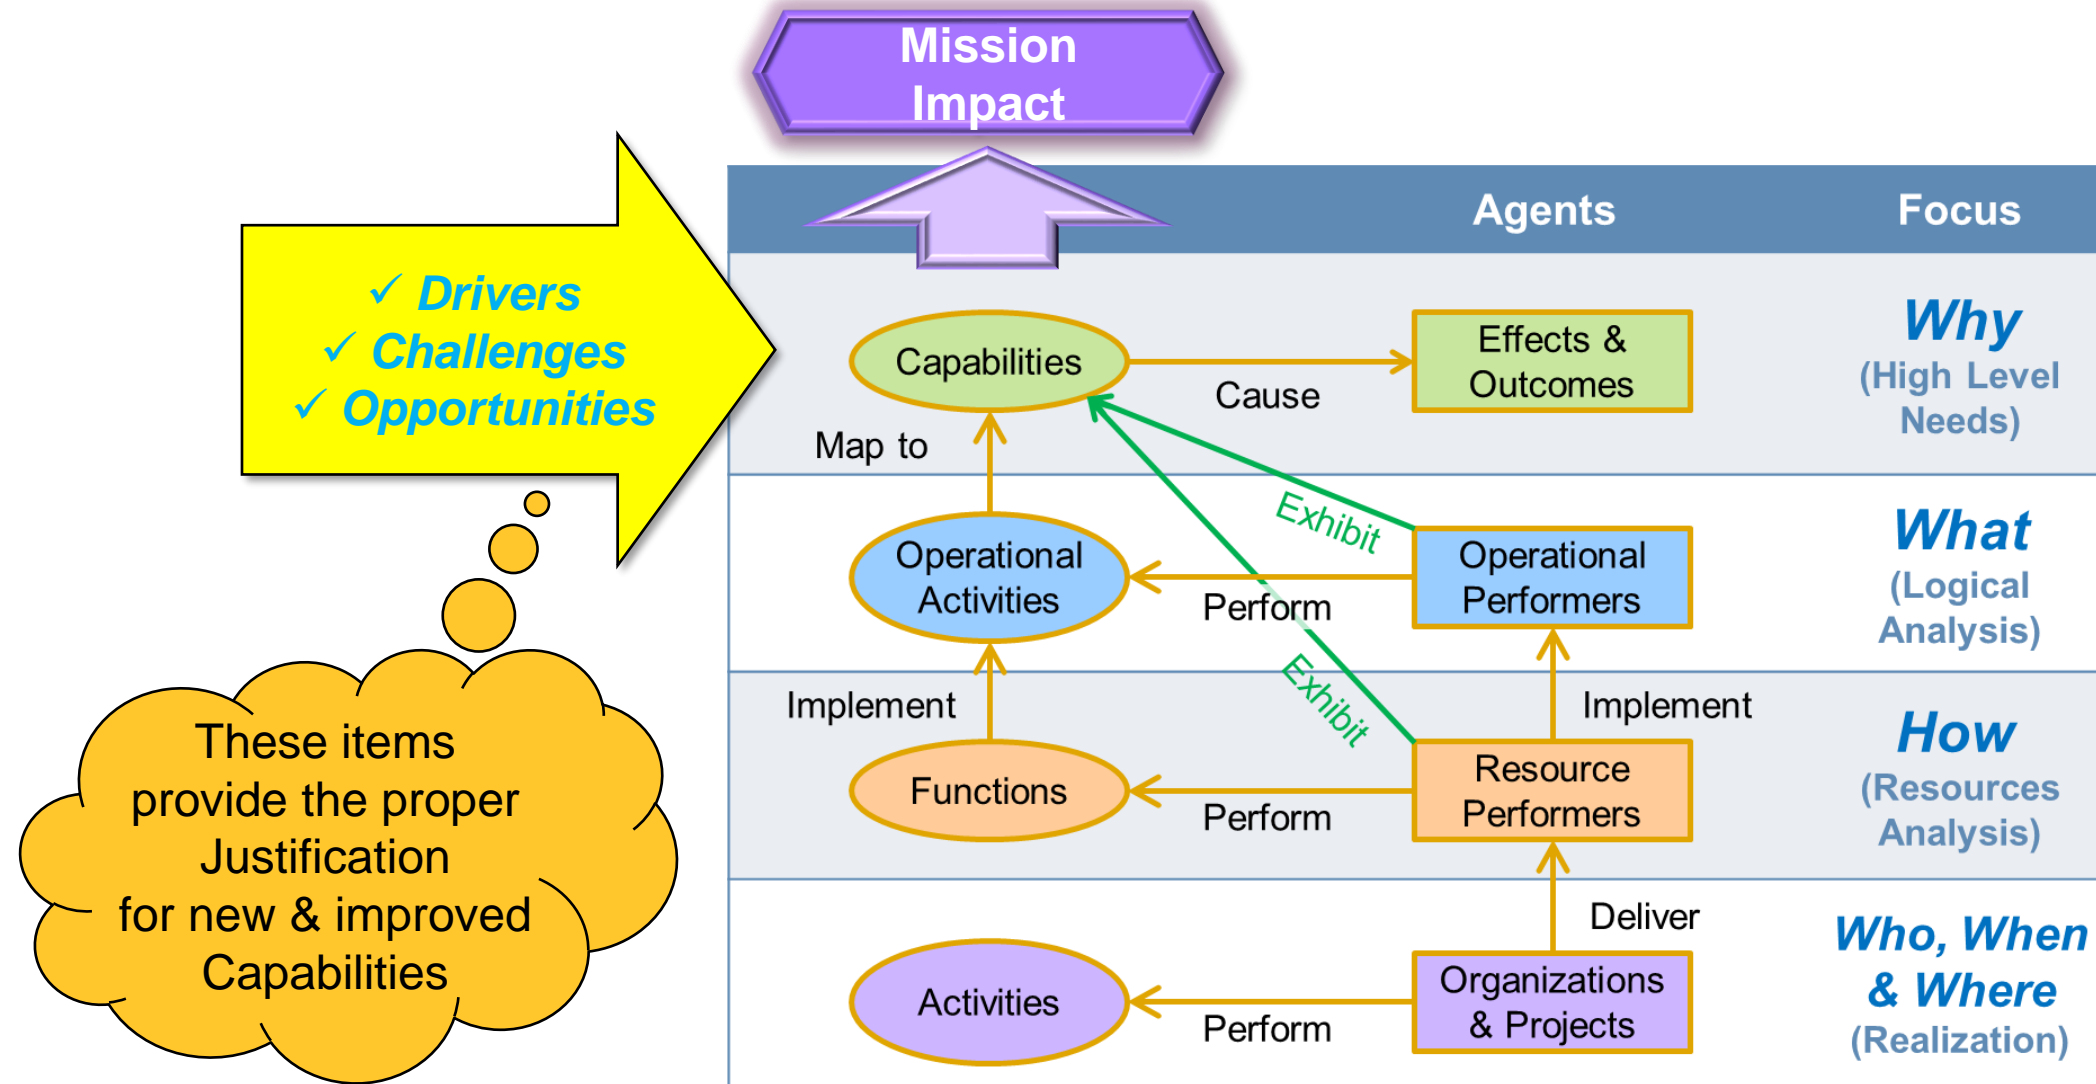 Mission
Impact
Agents
Focus
✓ Drivers
✓ Challenges
✓ Opportunities
Capabilities
Cause
Effects &
Outcomes
Why
(High Level
Needs)
Map to
Exhibit
Operational
Activities
Perform
Operational
Performers
What
(Logical
Analysis)
Implement
Exhibit
Implement
Functions
Perform
Resource
Performers
How
(Resources
Analysis)
Deliver
Activities
Perform
Organizations
& Projects
Who, When
& Where
(Realization)
These items
provide the proper
Justification
for new & improved
Capabilities